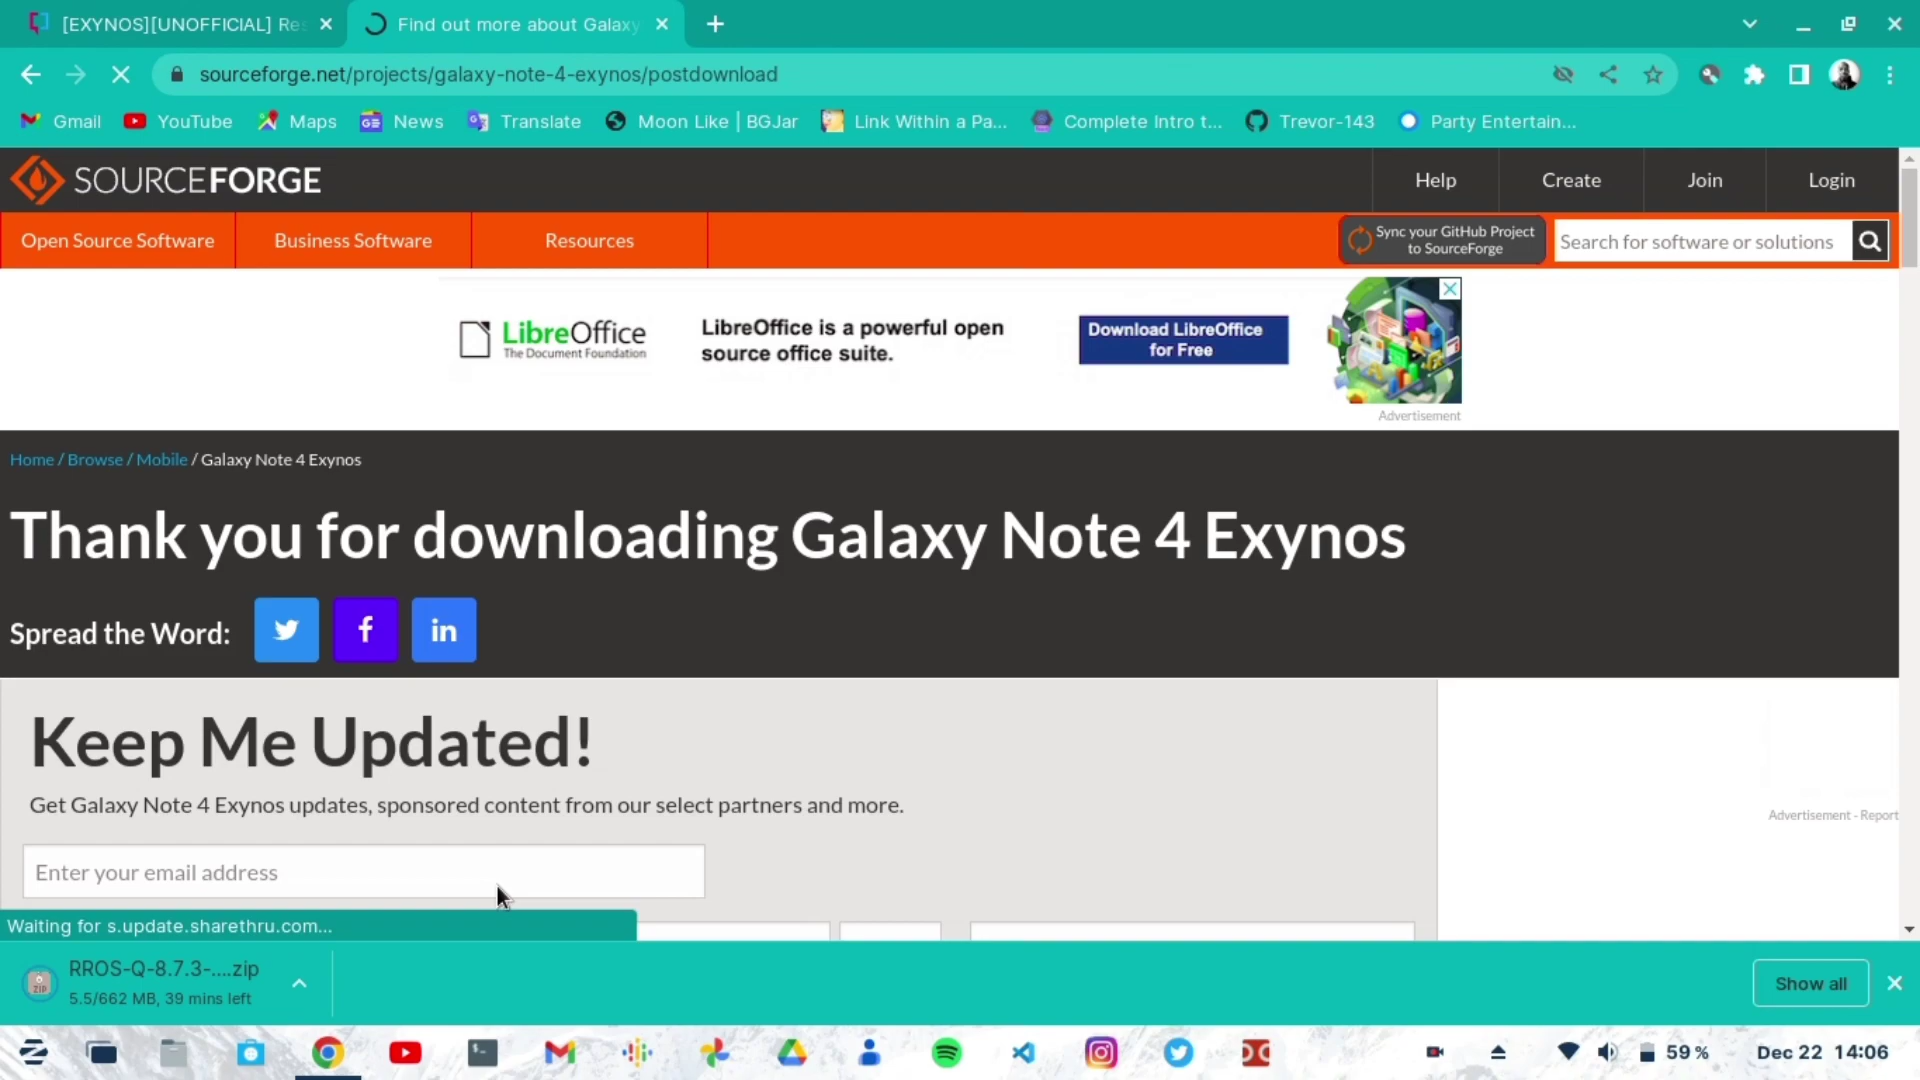 [EXYNOS][UNOFFICIAL] Re
Find out more about Galaxy
sourceforge.net/projects/galaxy-note-4-exynos/postdownload
Gmail YouTube Maps News Translate Moon Like | BGJar Link Within a Pa... Complete Intro t... Trevor-143 Party Entertain...
SOURCEFORGE
Help Create Join Login
Open Source Software Business Software Resources
Sync your GitHub Project
to SourceForge
Search for software or solutions
LibreOffice
The Document Foundation
LibreOffice is a powerful open
source office suite.
Download LibreOffice
for Free
Advertisement
Home / Browse / Mobile / Galaxy Note 4 Exynos
Thank you for downloading Galaxy Note 4 Exynos
Spread the Word:
Keep Me Updated!
Get Galaxy Note 4 Exynos updates, sponsored content from our select partners and more.
Advertisement - Report
Enter your email address
Waiting for s.update.sharethru.com...
RROS-Q-8.7.3-....zip
5.5/662 MB, 39 mins left
Show all
59 % Dec 22 14:06